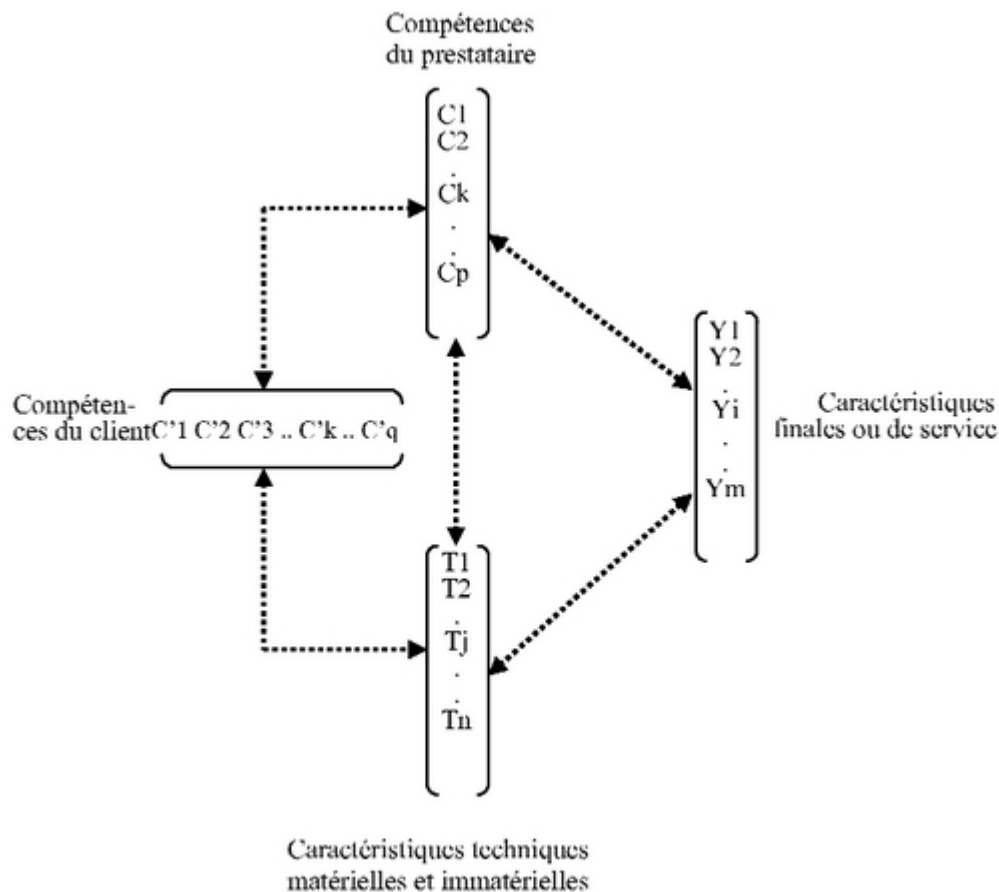 Compétences
du prestataire
C1
C2
.
Ck
.
.
Cp
Compéten-
ces du client
C'1 C'2 C'3 .. C'k .. C'q
Y1
Y2
.
Yi
.
.
Ym
Caractéristiques
finales ou de service
T1
T2
.
Tj
.
.
Tn
Caractéristiques techniques
matérielles et immatérielles